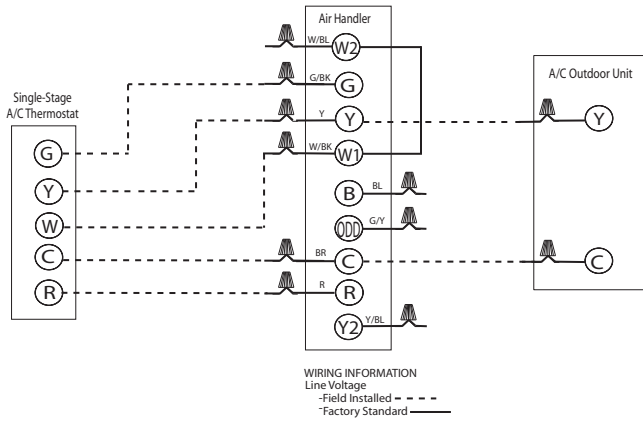 Air Handler
W/BL
W2
G/BK
G
Y
Y
W/BK
W1
B
BL
ODD
G/Y
BR
C
R
R
Y2
Y/BL
Single-Stage
A/C Thermostat
G
Y
W
C
R
A/C Outdoor Unit
Y
C
WIRING INFORMATION
Line Voltage
-Field Installed
-Factory Standard